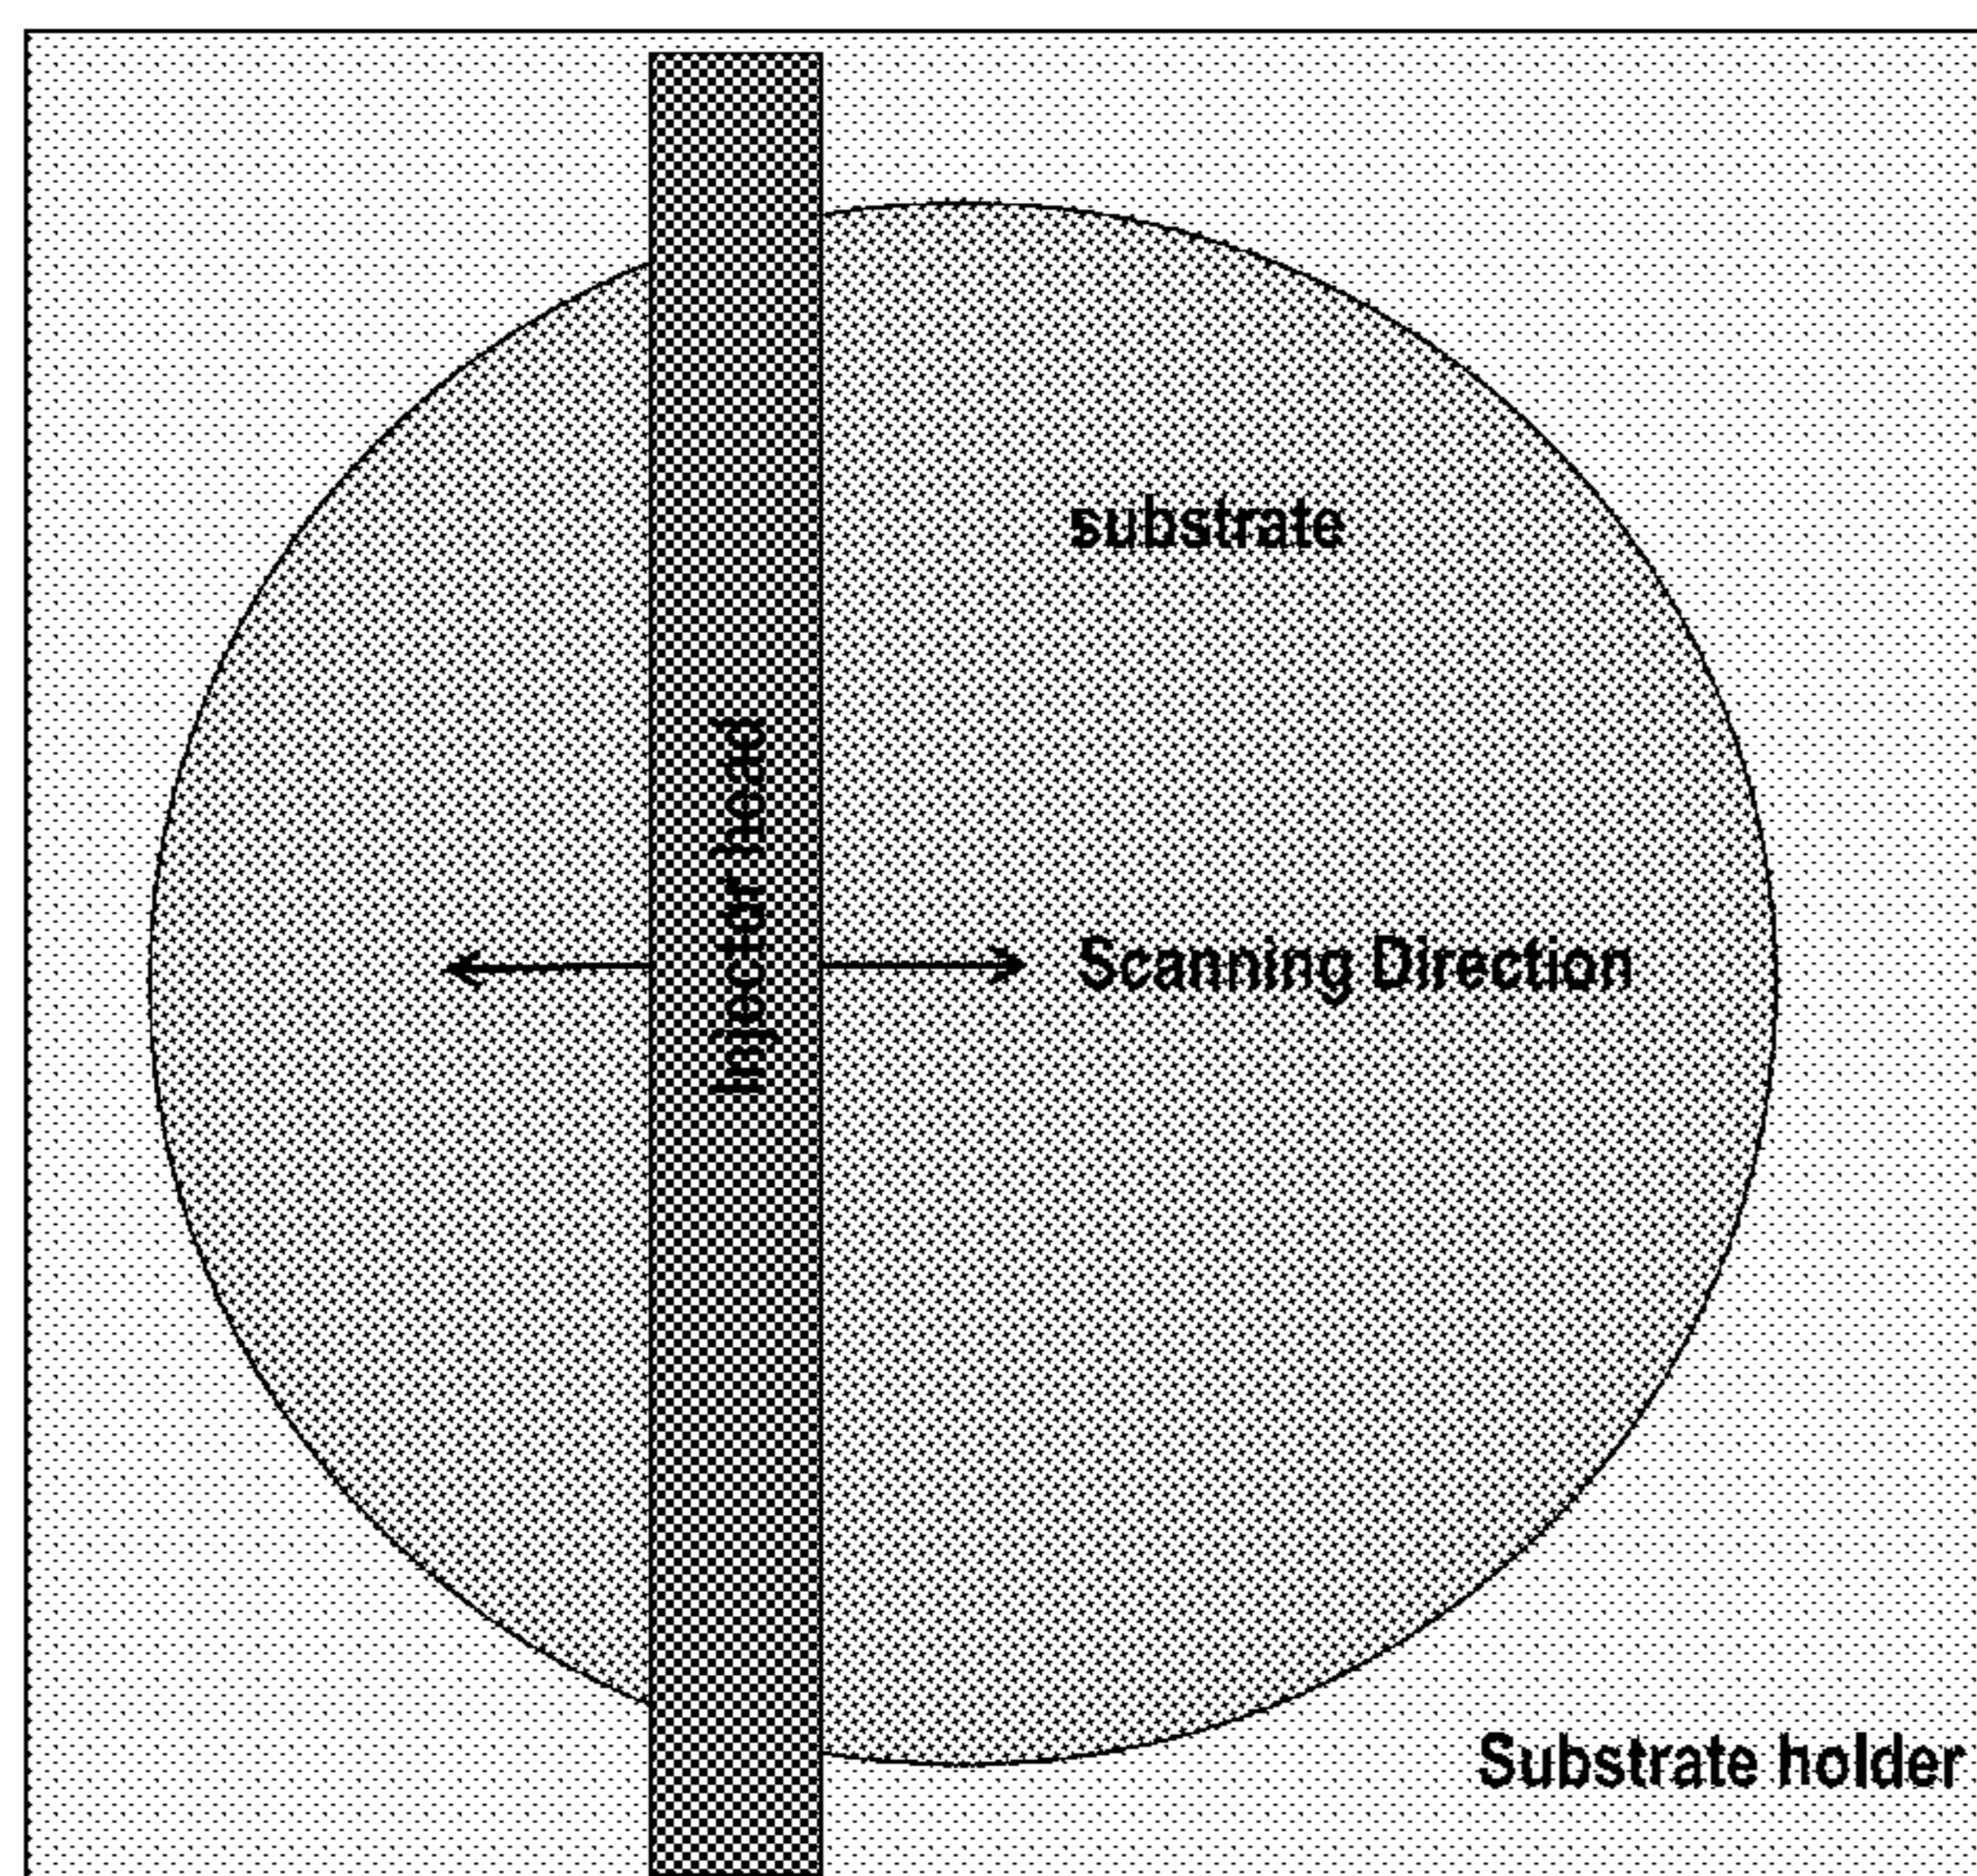 substrate
Injector head
Scanning Direction
Substrate holder